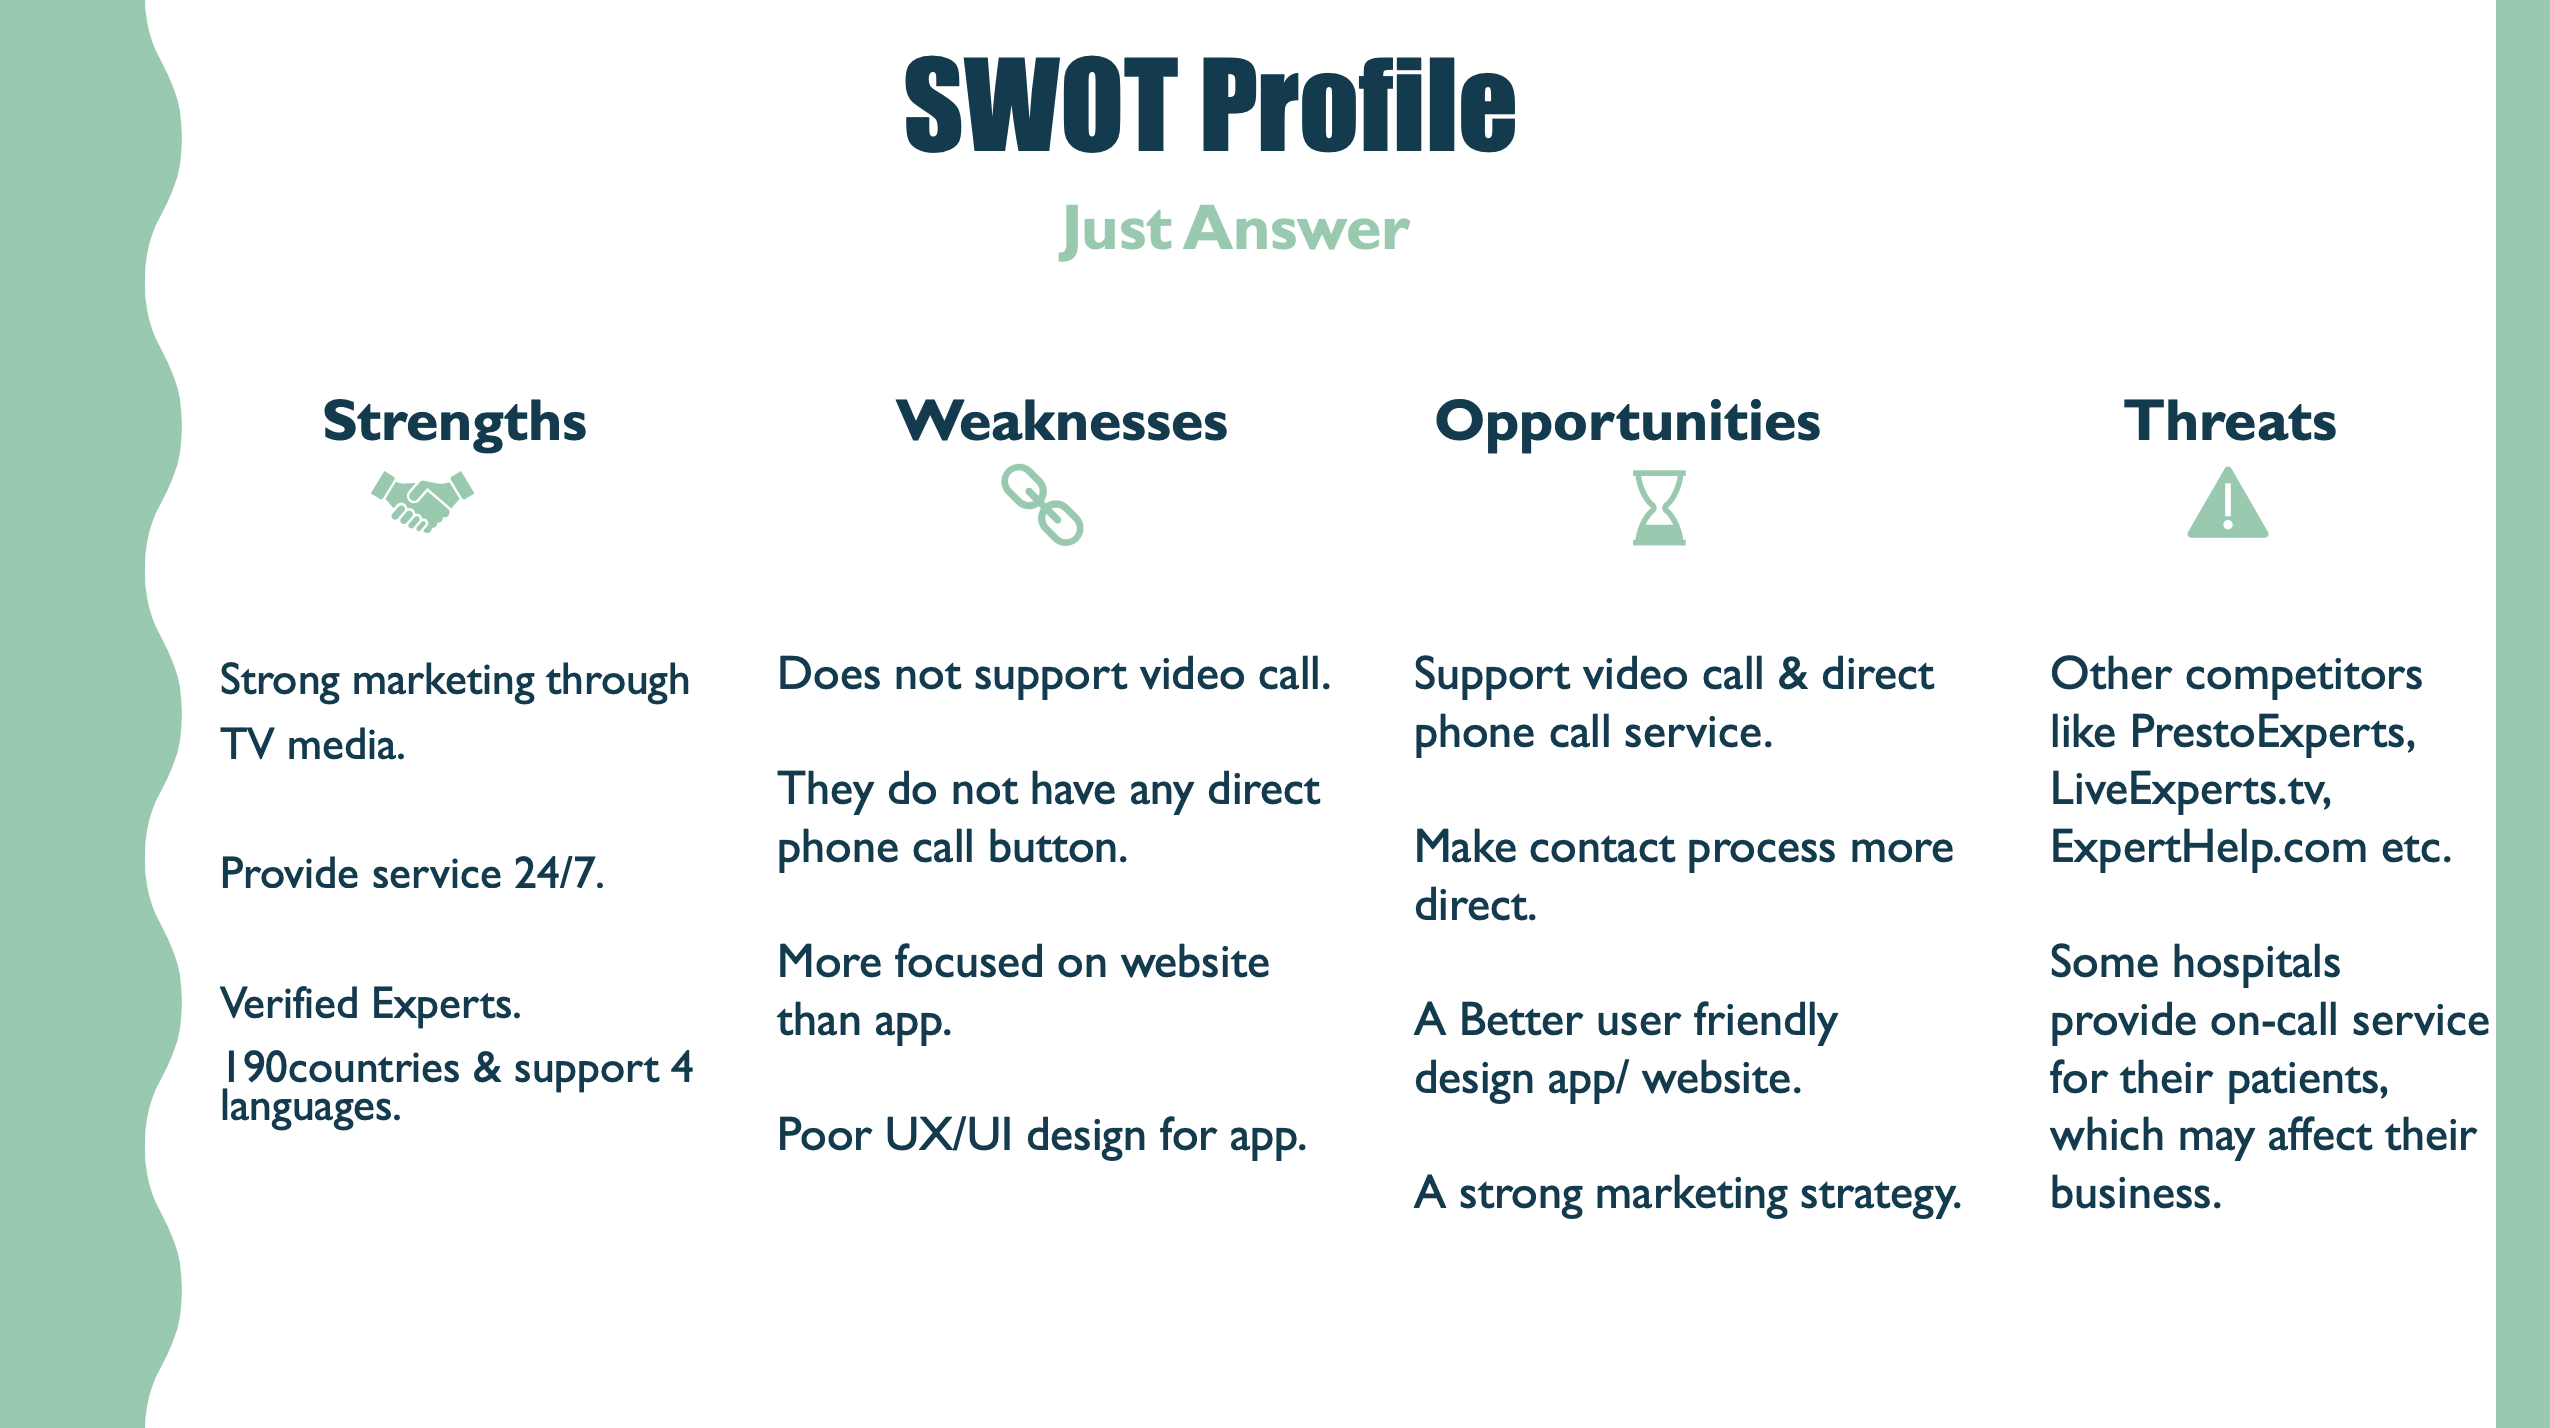 SWOT Profile
Just Answer
Strengths
Strong marketing through
TV media.
Provide service 24/7.
Verified Experts.
190countries & support 4
languages.
Weaknesses
Does not support video call.
They do not have any direct
phone call button.
More focused on website
than app.
Poor UX/UI design for app.
Opportunities
Support video call & direct
phone call service.
Make contact process more
direct.
A Better user friendly
design app/ website.
A strong marketing strategy.
Threats
Other competitors
like PrestoExperts,
LiveExperts.tv,
ExpertHelp.com etc.
Some hospitals
provide on-call service
for their patients,
which may affect their
business.